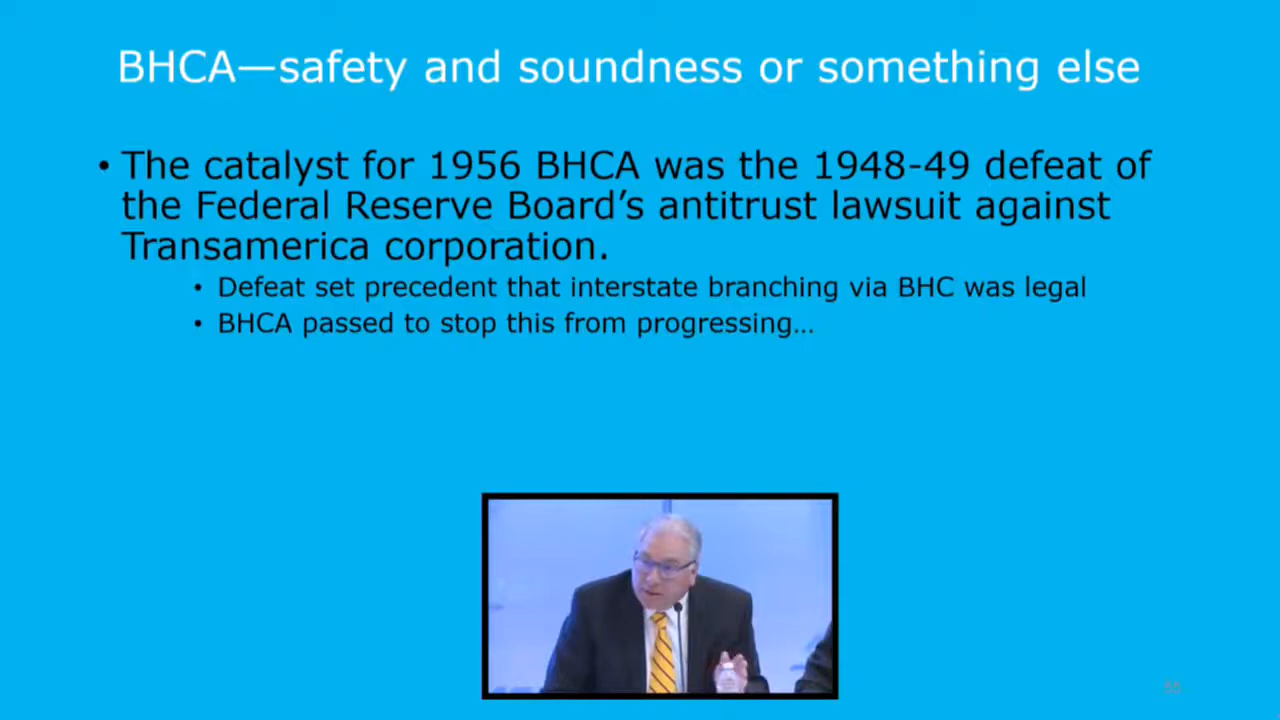 BHCA—safety and soundness or something else
• The catalyst for 1956 BHCA was the 1948-49 defeat of
the Federal Reserve Board’s antitrust lawsuit against
Transamerica corporation.
• Defeat set precedent that interstate branching via BHC was legal
• BHCA passed to stop this from progressing…